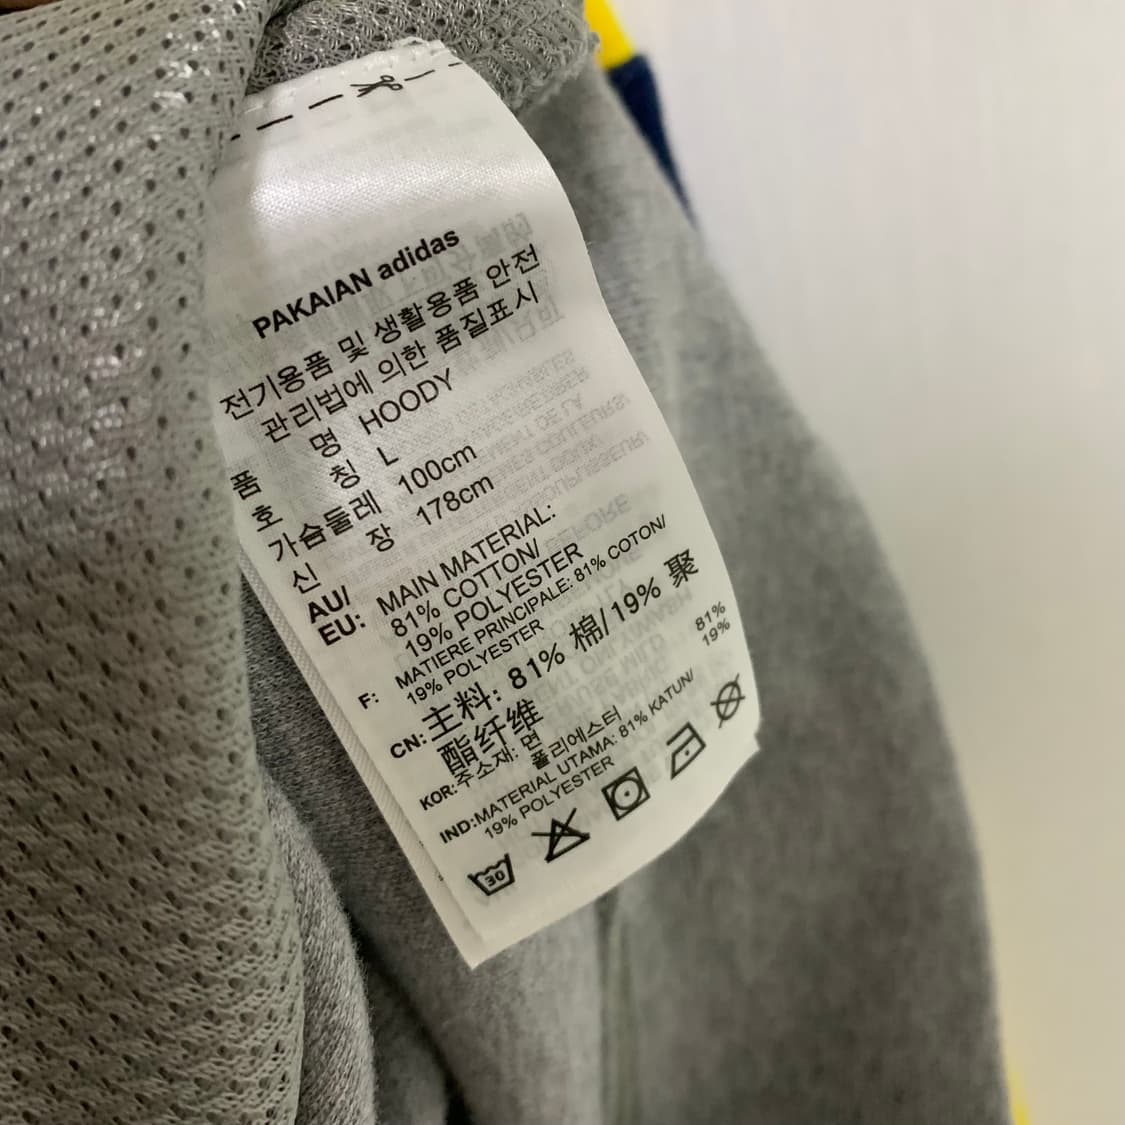 PAKAIAN adidas
전기용품 및 생활용품 안전
관리법에 의한 품질표시
품 명 HOODY
호 칭 L
가슴둘레 100cm
신 장 178cm
AU/
EU: MAIN MATERIAL:
81% COTTON/
19% POLYESTER
F: MATIERE PRINCIPALE: 81% COTON/
19% POLYESTER
CN: 主料: 81% 棉/19% 聚
酯纤维
KOR: 주소재: 면 81%
폴리에스터 19%
IND: MATERIAL UTAMA: 81% KATUN/
19% POLYESTER
30